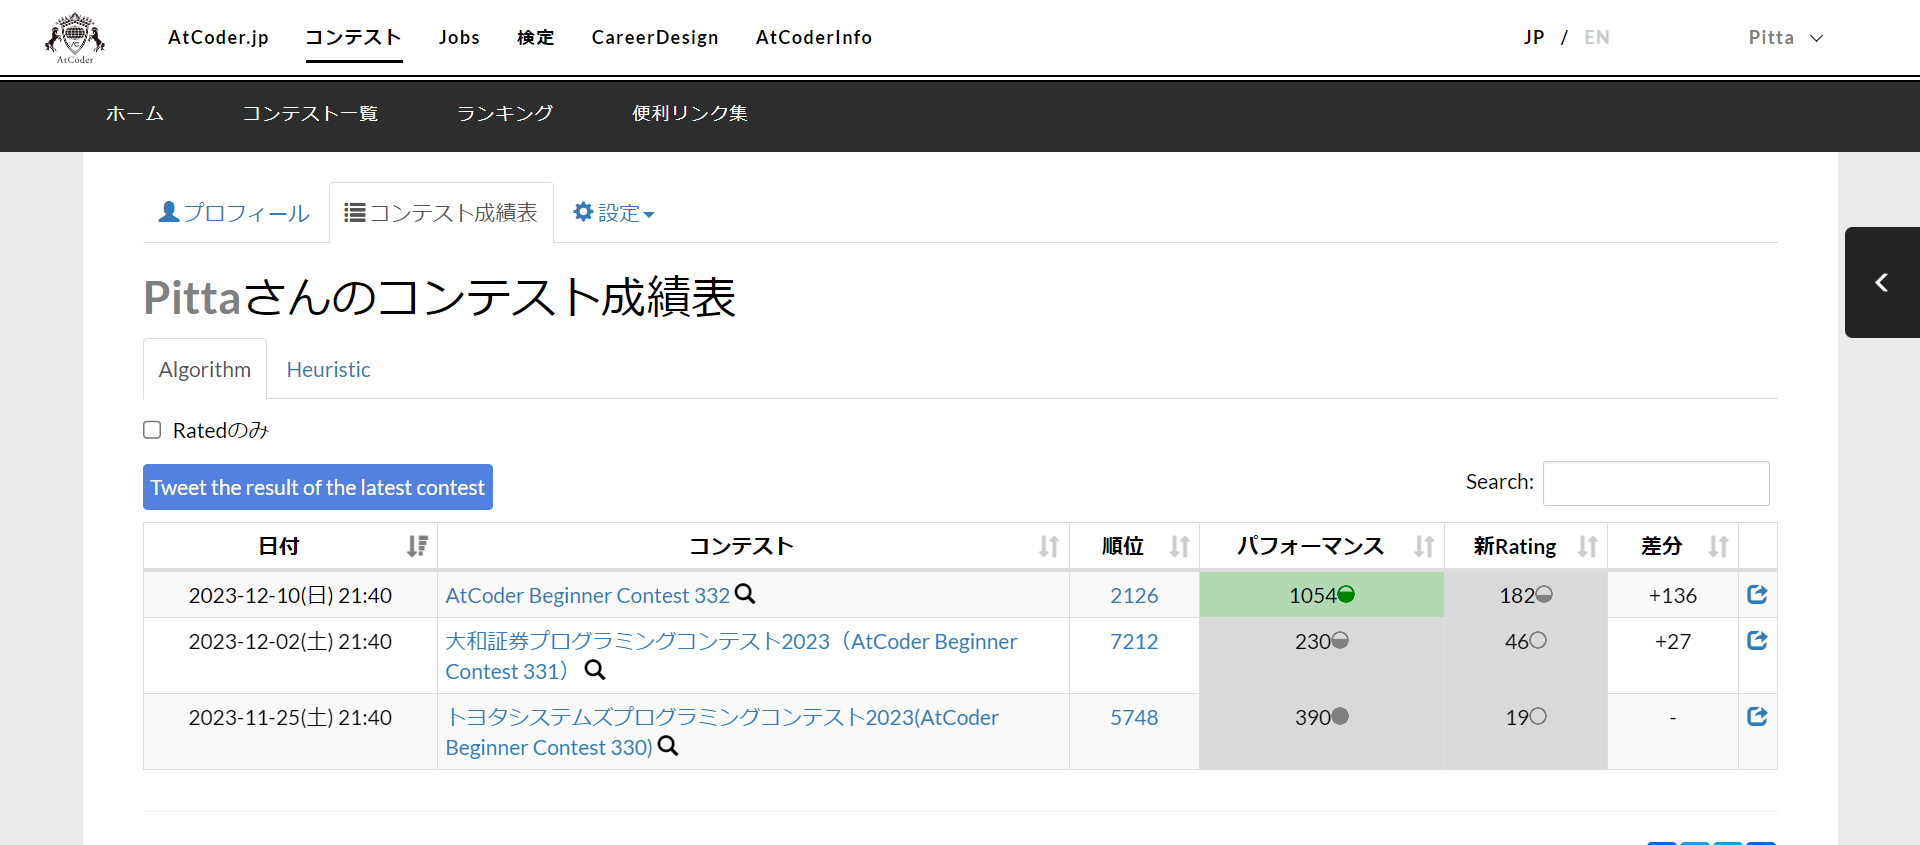 AtCoder
AtCoder.jp コンテスト Jobs 検定 CareerDesign AtCoderInfo JP / EN Pitta
ホーム コンテスト一覧 ランキング 便利リンク集
プロフィール コンテスト成績表 設定
Pittaさんのコンテスト成績表
Algorithm Heuristic
Ratedのみ
Tweet the result of the latest contest Search:
日付 コンテスト 順位 パフォーマンス 新Rating 差分
2023-12-10(日) 21:40 AtCoder Beginner Contest 332 2126 1054 182 +136
2023-12-02(土) 21:40 大和証券プログラミングコンテスト2023（AtCoder Beginner 7212 230 46 +27
Contest 331）
2023-11-25(土) 21:40 トヨタシステムズプログラミングコンテスト2023(AtCoder 5748 390 19 -
Beginner Contest 330)